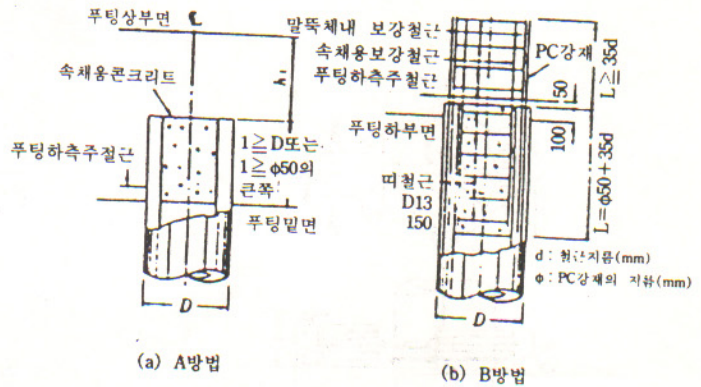 푸팅상부면
℄
h₁
속채움콘크리트
푸팅하측주절근
1≧D또는
1≧φ50의
큰쪽
푸팅밑면
D
(a) A방법
말뚝체내 보강철근
속채용보강철근
푸팅하측주철근
PC강재
50
L≧35d
푸팅하부면
100
띠철근
D13
150
L=φ50+35d
d : 철근지름(mm)
φ : PC강재의 지름(mm)
D
(b) B방법